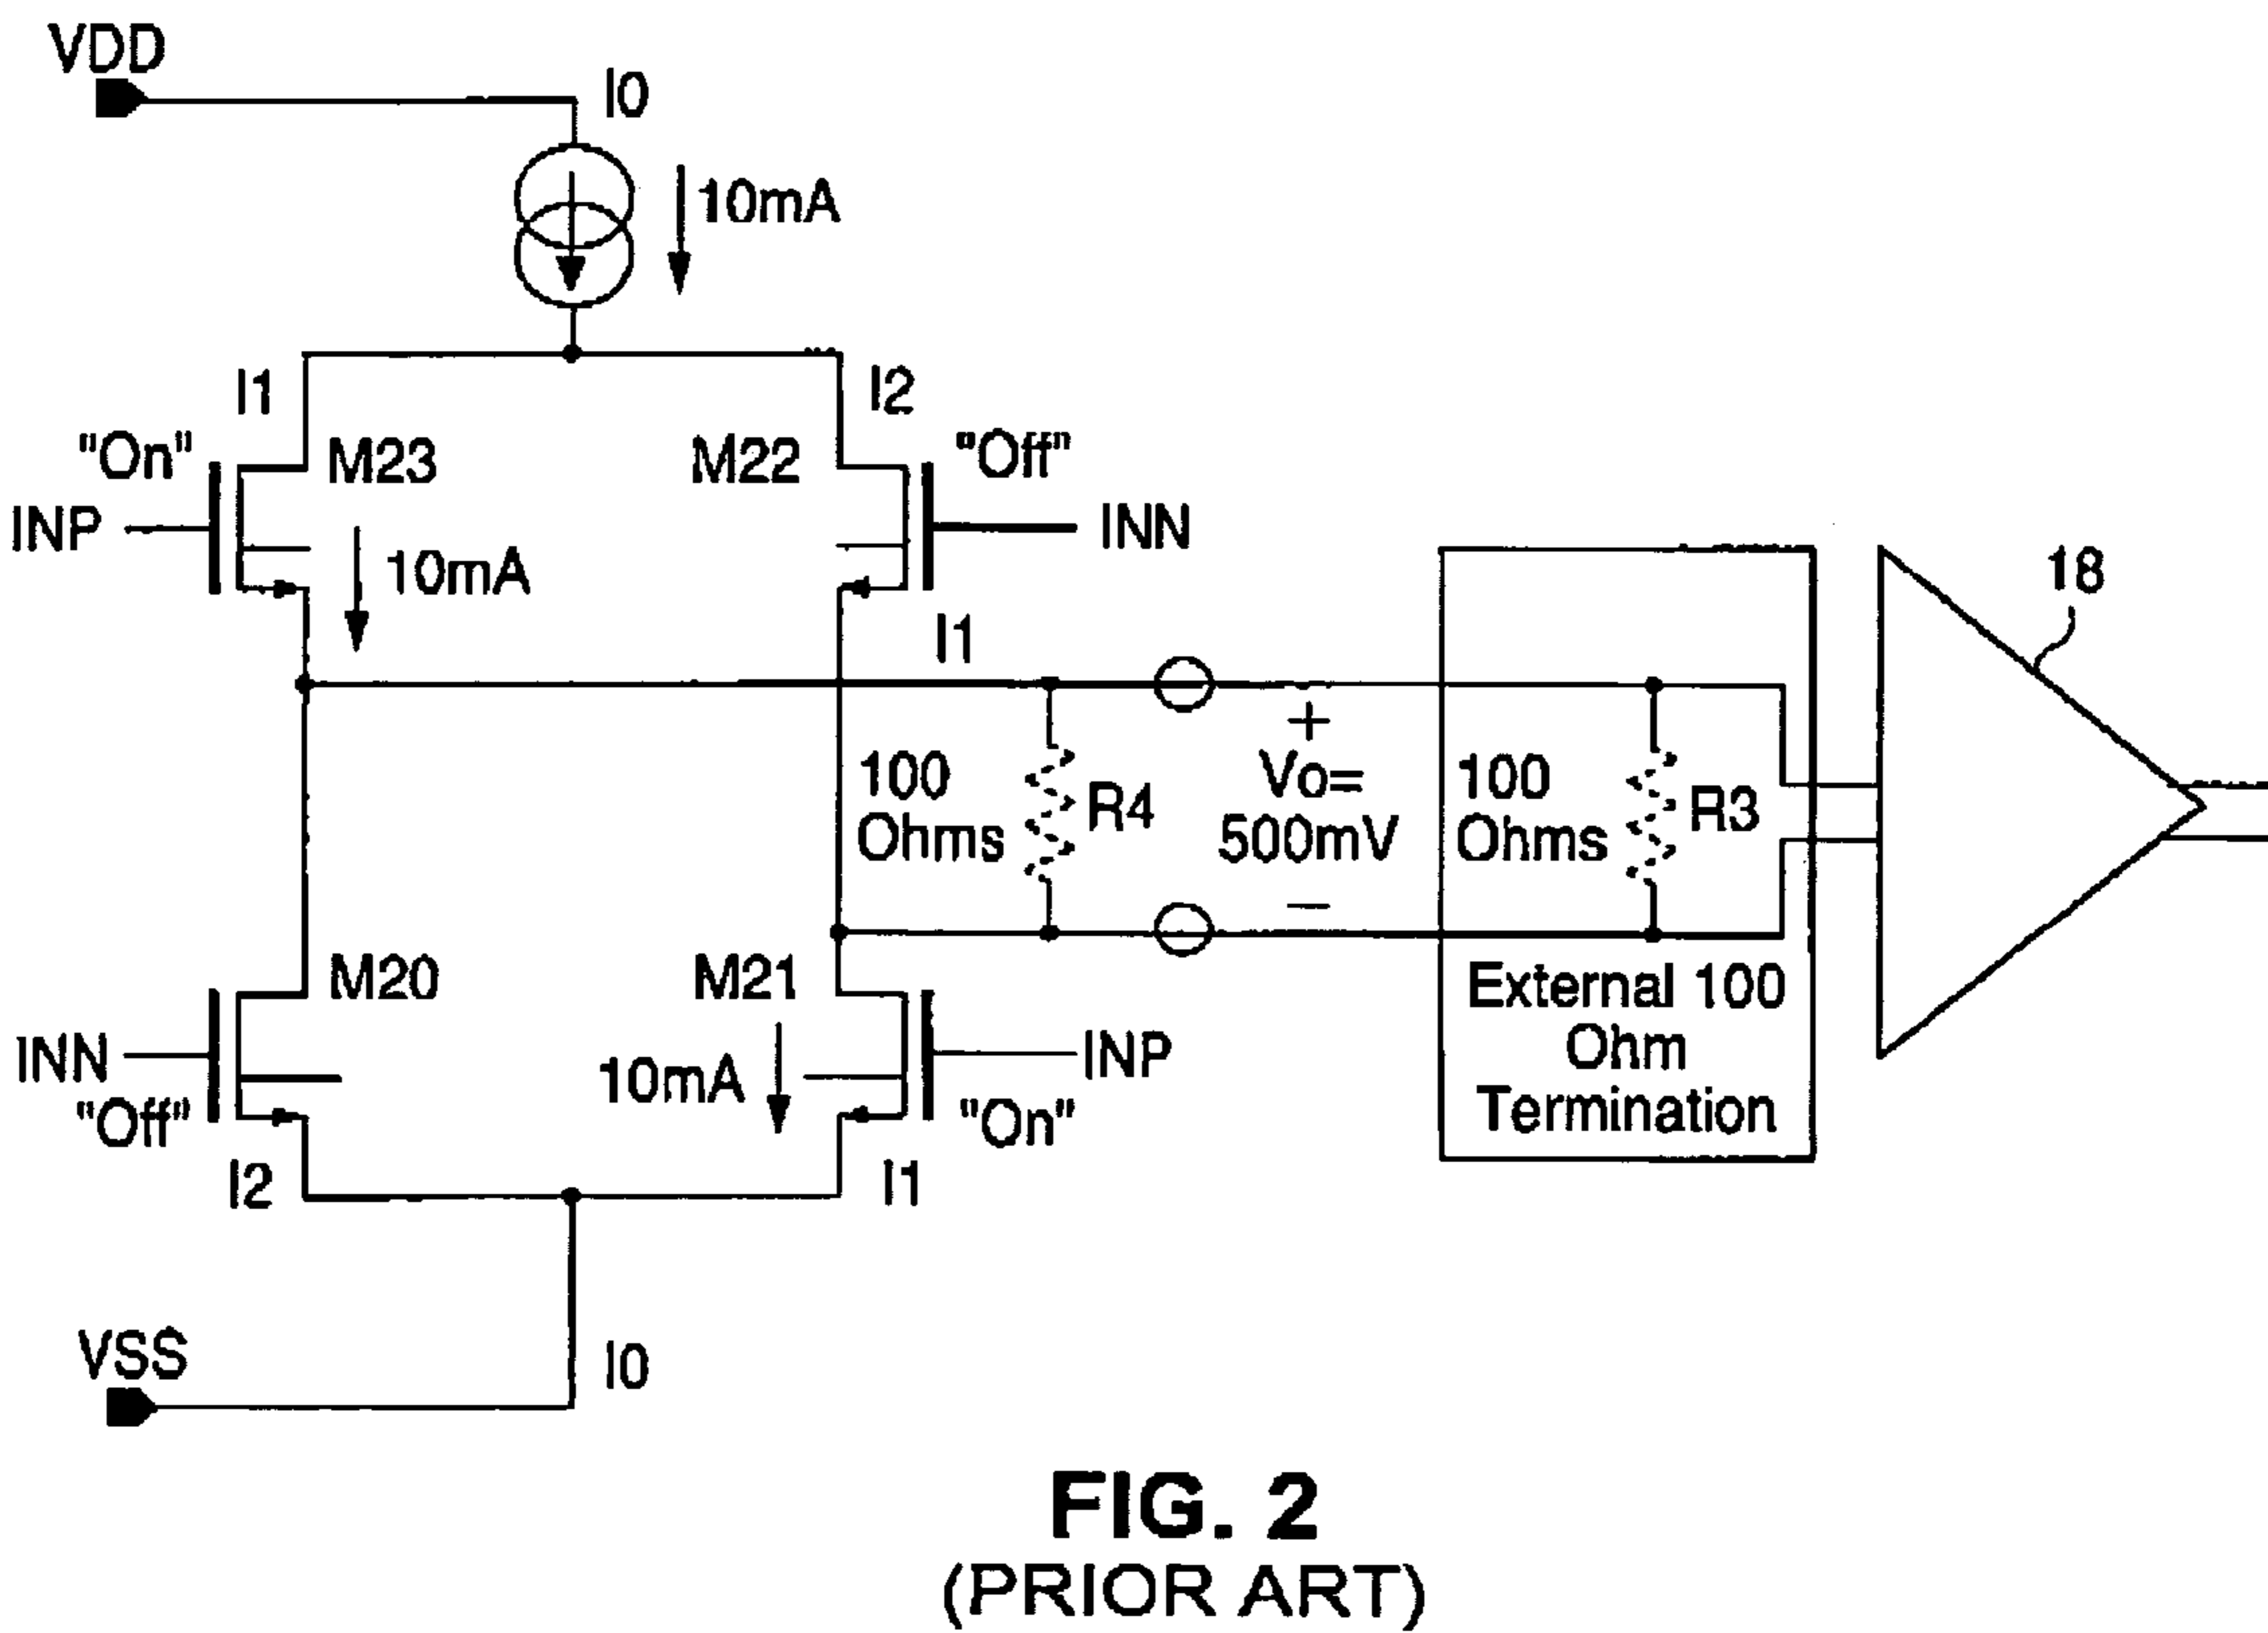 VDD
I0
10mA
I1
I2
"On"
M23
M22
"Off"
INP
INN
10mA
I1
18
100
Ohms
R4
+
Vo=
500mV
−
100
Ohms
R3
External 100
Ohm
Termination
M20
M21
INN
10mA
INP
"Off"
"On"
I2
I1
VSS
I0
FIG. 2
(PRIOR ART)